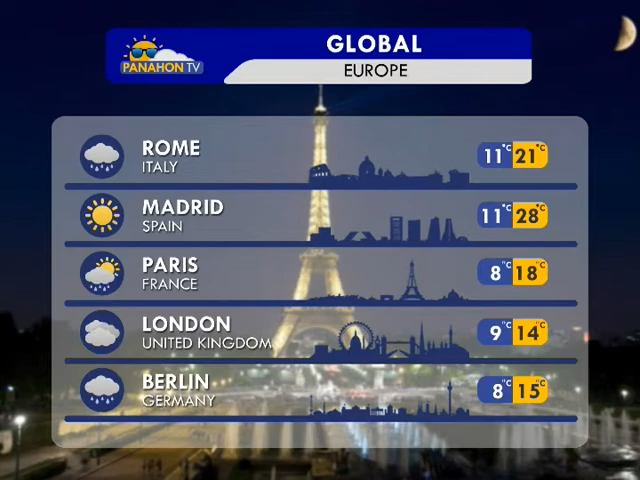 GLOBAL
PANAHON TV
EUROPE
ROME
ITALY
11°C 21°C
MADRID
SPAIN
11°C 28°C
PARIS
FRANCE
8°C 18°C
LONDON
UNITED KINGDOM
9°C 14°C
BERLIN
GERMANY
8°C 15°C